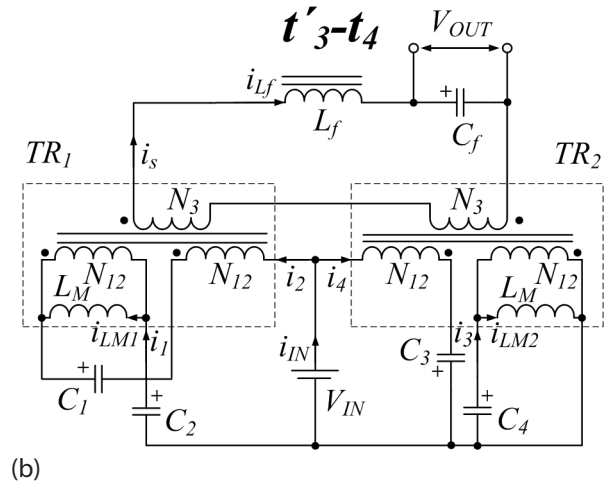 t′3-t4
VOUT
iLf
Lf
+
Cf
TR1
is
TR2
N3
N3
N12
N12
N12
N12
LM
i2
i4
LM
iLM1
i1
i3
iLM2
iIN
C3
+
+
C1
+
C2
VIN
+
C4
(b)